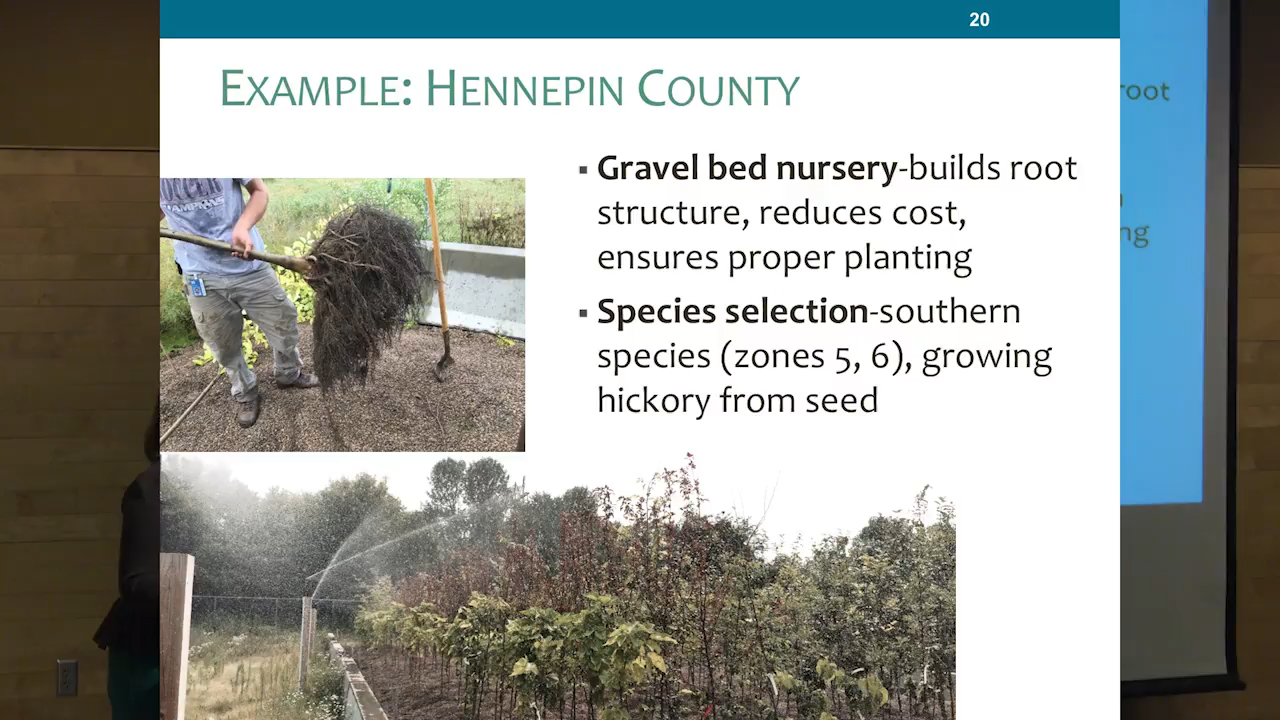 20
EXAMPLE: HENNEPIN COUNTY
▪ Gravel bed nursery-builds root
structure, reduces cost,
ensures proper planting
▪ Species selection-southern
species (zones 5, 6), growing
hickory from seed
root
ng